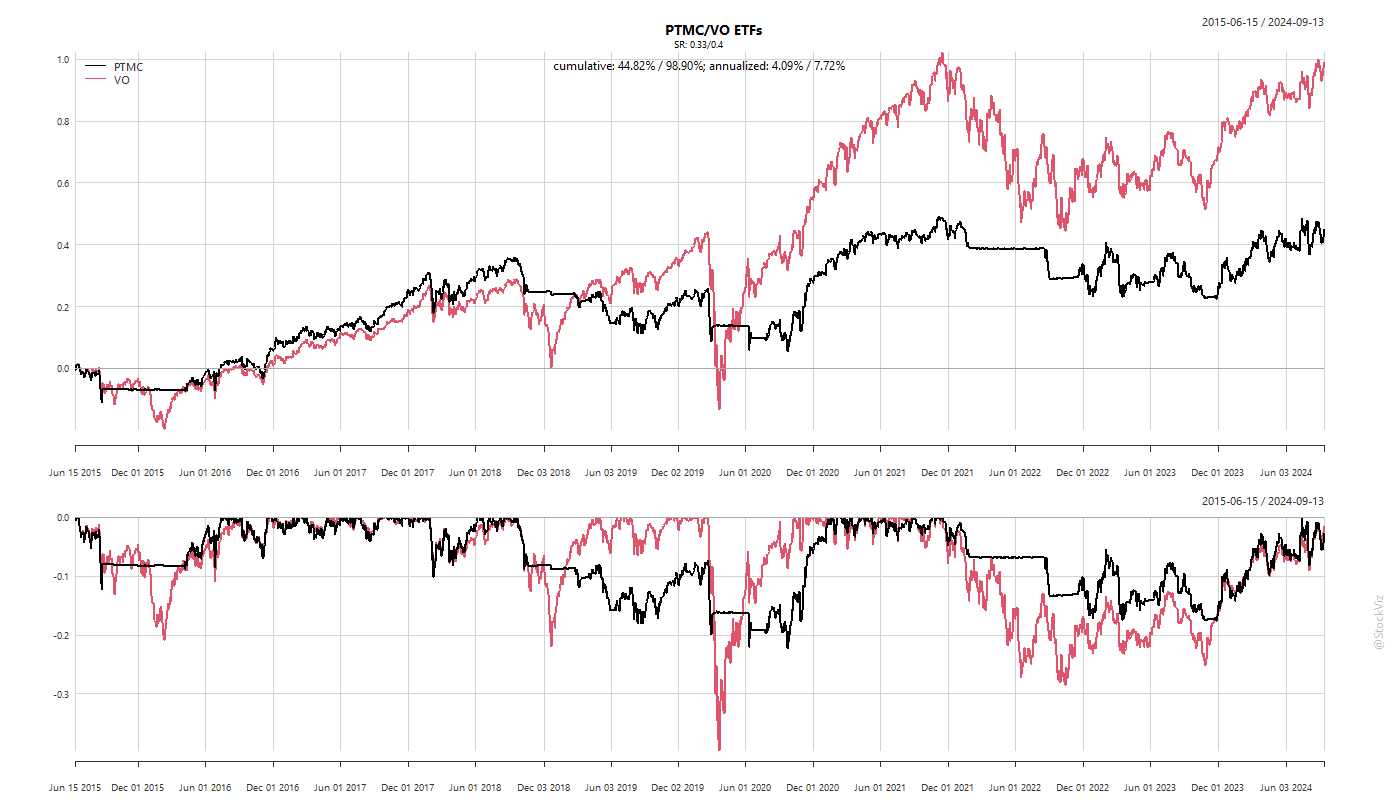 PTMC/VO ETFs
2015-06-15 / 2024-09-13
SR: 0.33/0.4
cumulative: 44.82% / 98.90%; annualized: 4.09% / 7.72%
PTMC
VO
1.0
0.8
0.6
0.4
0.2
0.0
Jun 15 2015 Dec 01 2015 Jun 01 2016 Dec 01 2016 Jun 01 2017 Dec 01 2017 Jun 01 2018 Dec 03 2018 Jun 03 2019 Dec 02 2019 Jun 01 2020 Dec 01 2020 Jun 01 2021 Dec 01 2021 Jun 01 2022 Dec 01 2022 Jun 01 2023 Dec 01 2023 Jun 03 2024
2015-06-15 / 2024-09-13
0.0
-0.1
-0.2
-0.3
Jun 15 2015 Dec 01 2015 Jun 01 2016 Dec 01 2016 Jun 01 2017 Dec 01 2017 Jun 01 2018 Dec 03 2018 Jun 03 2019 Dec 02 2019 Jun 01 2020 Dec 01 2020 Jun 01 2021 Dec 01 2021 Jun 01 2022 Dec 01 2022 Jun 01 2023 Dec 01 2023 Jun 03 2024
@StockViz